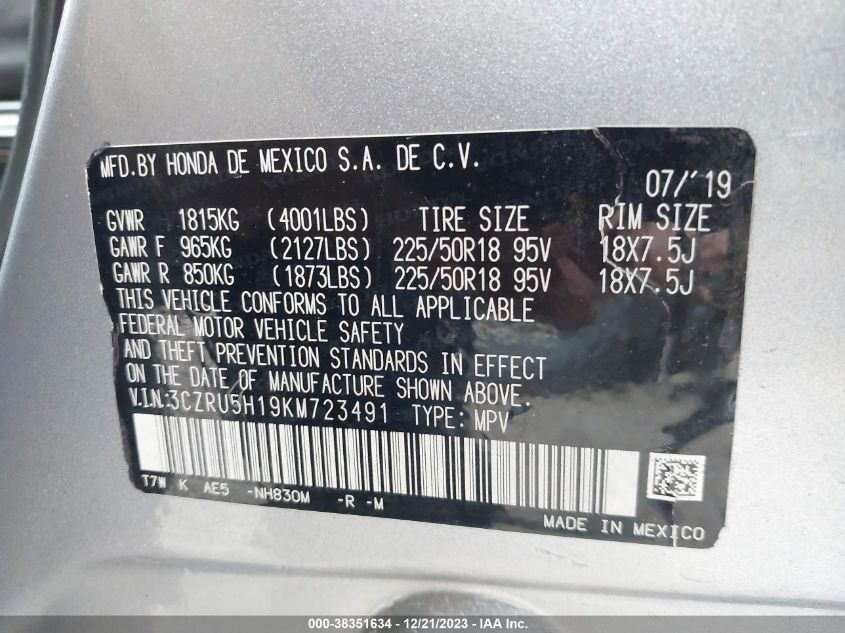 MFD.BY HONDA DE MEXICO S.A. DE C.V.
07/'19
GVWR 1815KG (4001LBS) TIRE SIZE RIM SIZE
GAWR F 965KG (2127LBS) 225/50R18 95V 18X7.5J
GAWR R 850KG (1873LBS) 225/50R18 95V 18X7.5J
THIS VEHICLE CONFORMS TO ALL APPLICABLE
FEDERAL MOTOR VEHICLE SAFETY
AND THEFT PREVENTION STANDARDS IN EFFECT
ON THE DATE OF MANUFACTURE SHOWN ABOVE.
V.I.N:3CZRU5H19KM723491 TYPE: MPV
T7W K AE5 -NH830M -R -M
MADE IN MEXICO
000-38351634 - 12/21/2023 - IAA Inc.